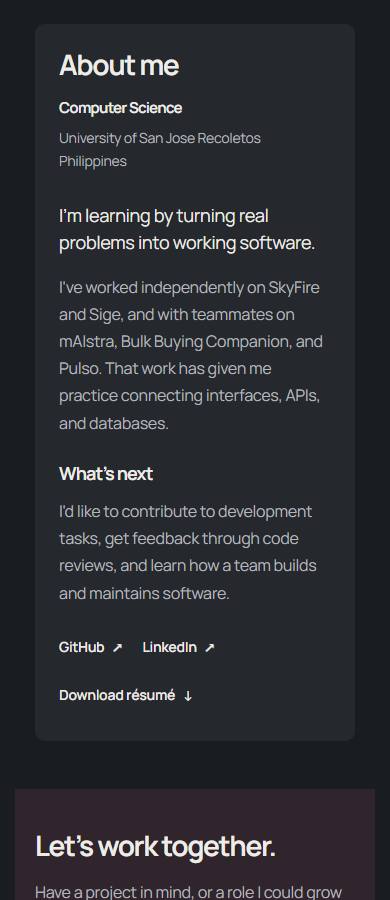 About me
Computer Science
University of San Jose Recoletos
Philippines
I'm learning by turning real
problems into working software.
I've worked independently on SkyFire
and Sige, and with teammates on
mAIstra, Bulk Buying Companion, and
Pulso. That work has given me
practice connecting interfaces, APIs,
and databases.
What's next
I'd like to contribute to development
tasks, get feedback through code
reviews, and learn how a team builds
and maintains software.
GitHub ↗ LinkedIn ↗
Download résumé ↓
Let's work together.
Have a project in mind, or a role I could grow